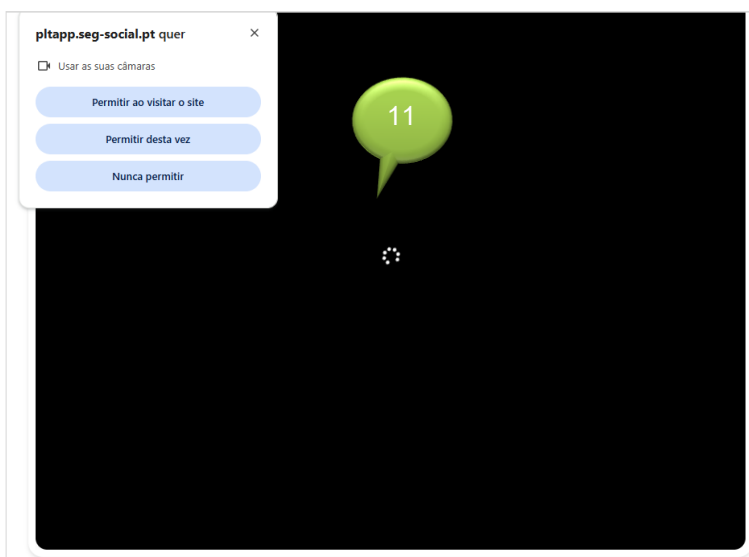 pltapp.seg-social.pt quer
Usar as suas câmaras
Permitir ao visitar o site
Permitir desta vez
Nunca permitir
11